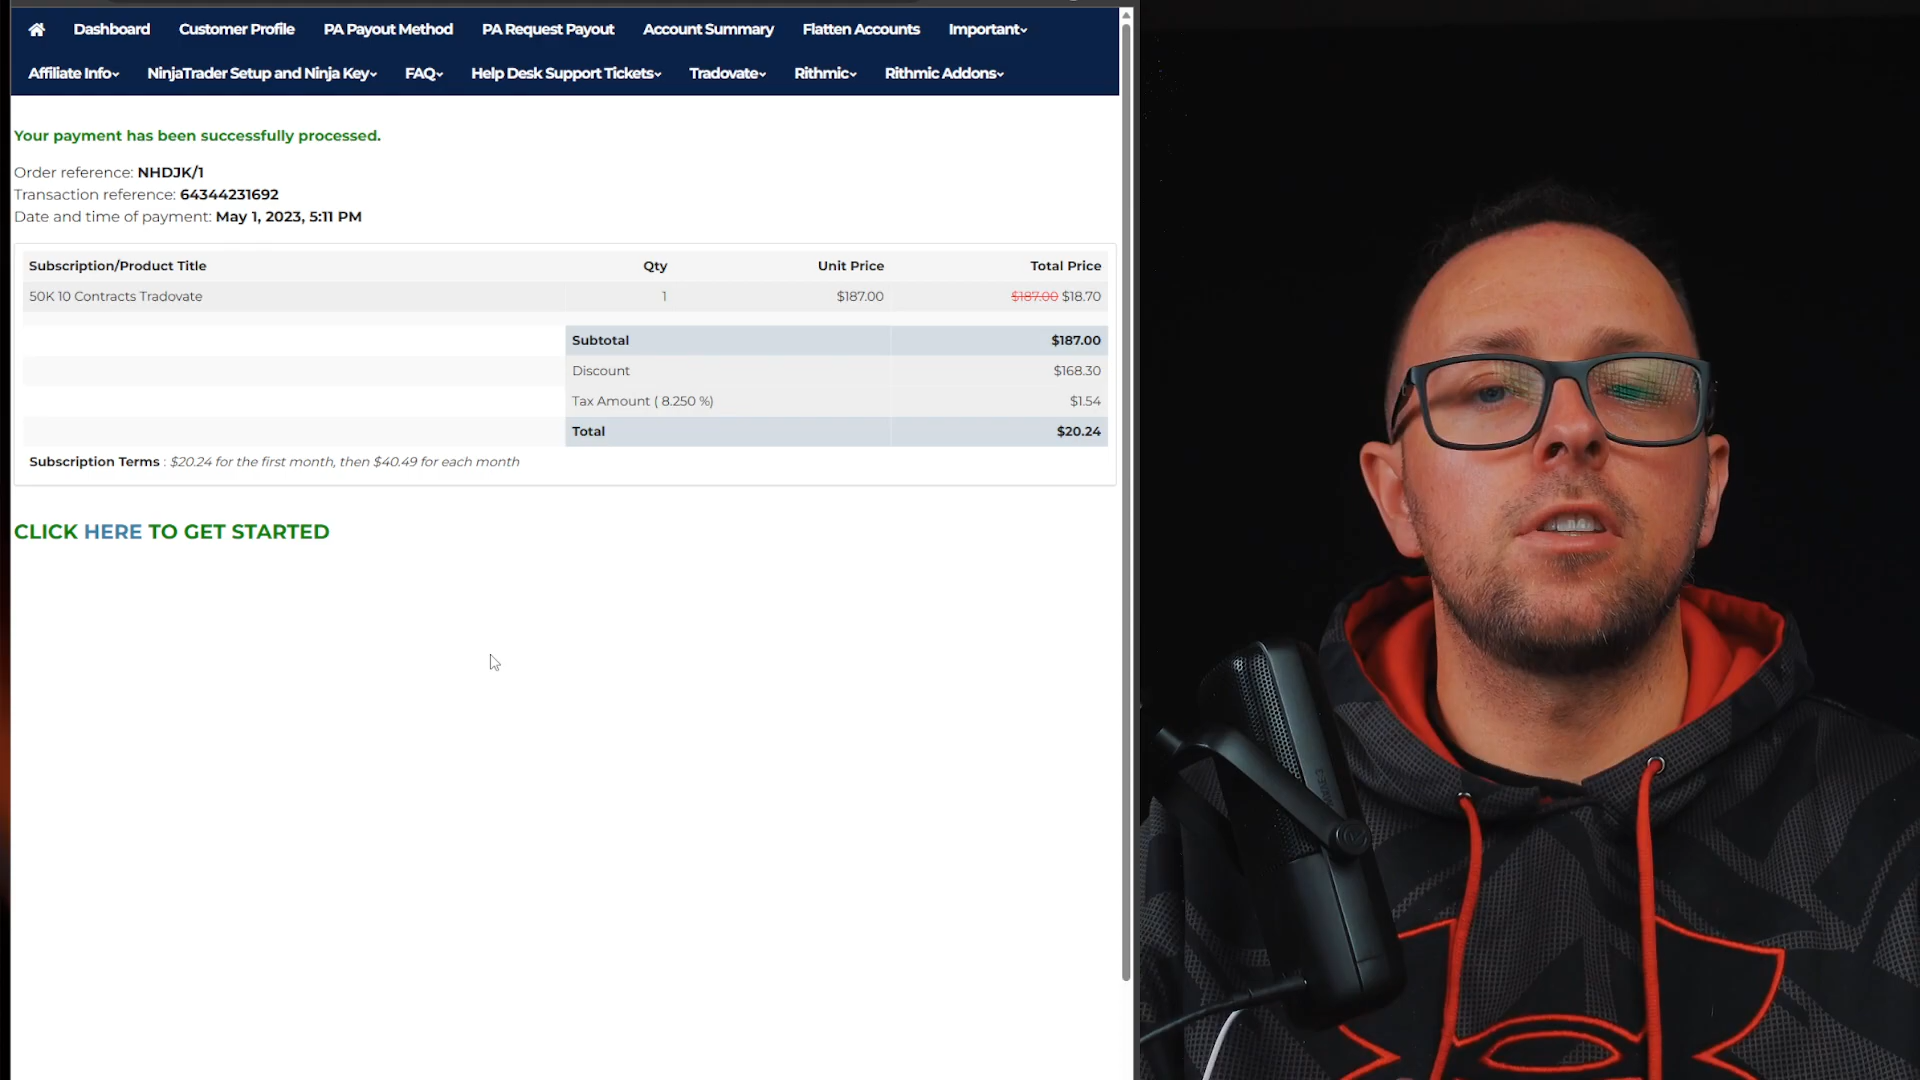 Dashboard Customer Profile PA Payout Method PA Request Payout Account Summary Flatten Accounts Important
Affiliate Info NinjaTrader Setup and Ninja Key FAQ Help Desk Support Tickets Tradovate Rithmic Rithmic Addons
Your payment has been successfully processed.
Order reference: NHDJK/1
Transaction reference: 64344231692
Date and time of payment: May 1, 2023, 5:11 PM
Subscription/Product Title Qty Unit Price Total Price
50K 10 Contracts Tradovate 1 $187.00 $187.00 $18.70
Subtotal $187.00
Discount $168.30
Tax Amount ( 8.250 %) $1.54
Total $20.24
Subscription Terms : $20.24 for the first month, then $40.49 for each month
CLICK HERE TO GET STARTED